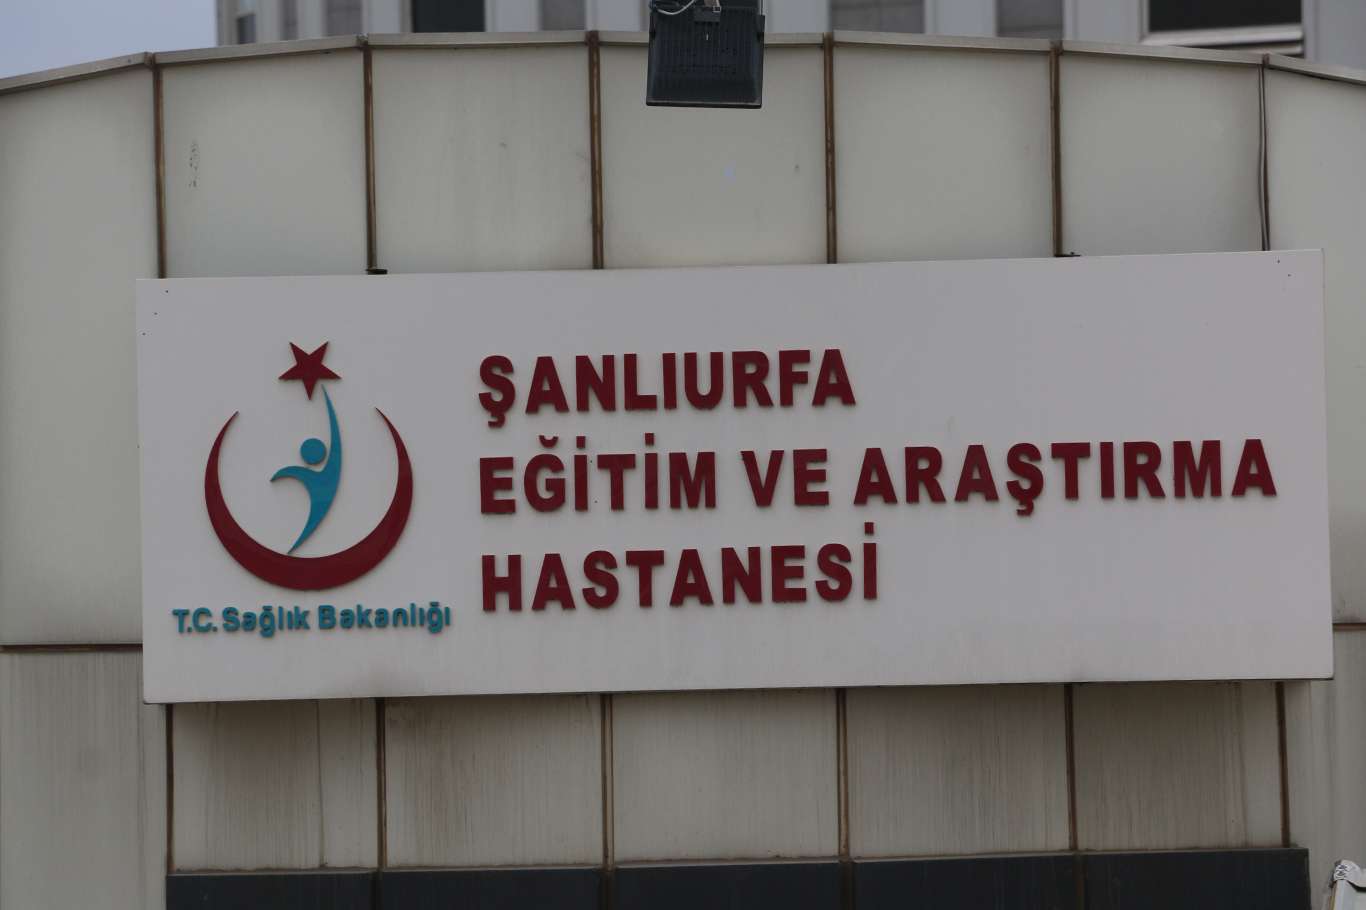 ŞANLIURFA
EĞİTİM VE ARAŞTIRMA
HASTANESİ
T.C. Sağlık Bakanlığı